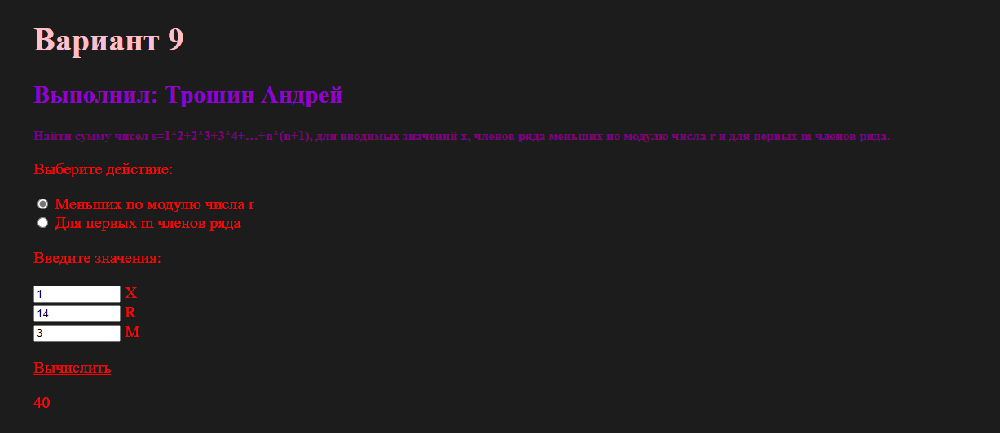 Вариант 9
Выполнил: Трошин Андрей
Найти сумму чисел s=1*2+2*3+3*4+…+n*(n+1), для вводимых значений x, членов ряда меньших по модулю числа r и для первых m членов ряда.
Выберите действие:
Меньших по модулю числа r
Для первых m членов ряда
Введите значения:
1 X
14 R
3 M
Вычислить
40